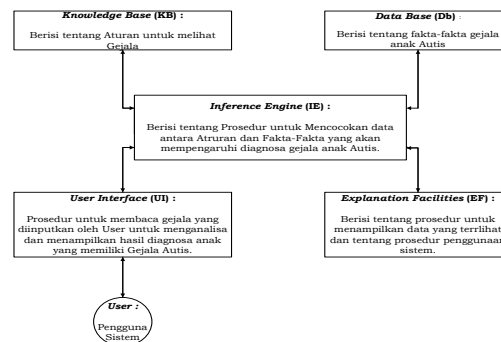 Knowledge Base (KB) :
Berisi tentang Aturan untuk melihat
Gejala
Data Base (Db) :
Berisi tentang fakta-fakta gejala
anak Autis
Inference Engine (IE) :
Berisi tentang Prosedur untuk Mencocokan data
antara Atruran dan Fakta-Fakta yang akan
mempengaruhi diagnosa gejala anak Autis.
User Interface (UI) :
Prosedur untuk membaca gejala yang
diinputkan oleh User untuk menganalisa
dan menampilkan hasil diagnosa anak
yang memiliki Gejala Autis.
Explanation Facilities (EF) :
Berisi tentang prosedur untuk
menampilkan data yang terrlihat
dan tentang prosedur penggunaan
sistem.
User :
Pengguna
Sistem